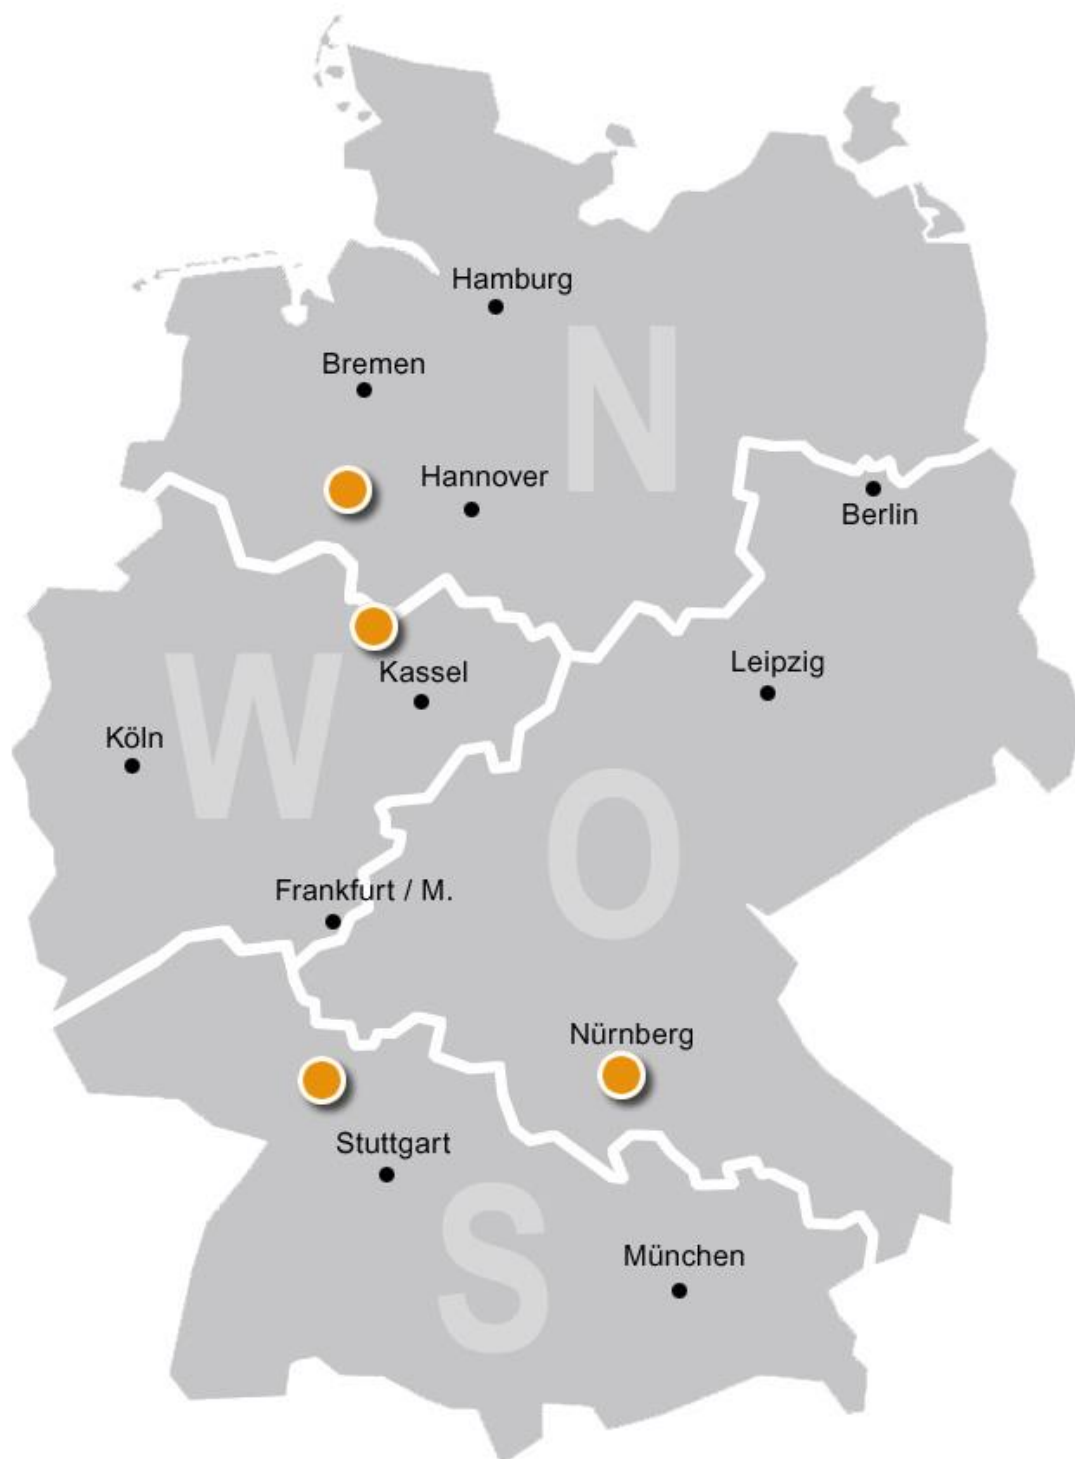 Hamburg
N
Bremen
Hannover
Berlin
W
Kassel
Leipzig
Köln
O
Frankfurt / M.
Nürnberg
Stuttgart
S
München